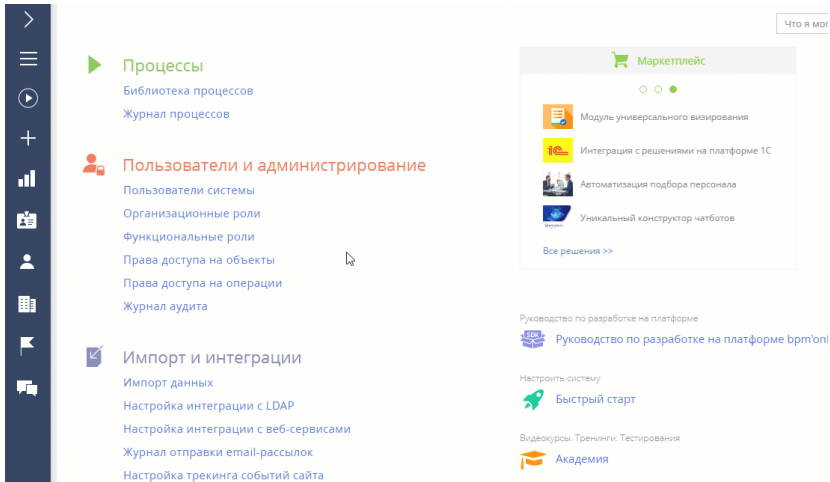 Что я мог
Процессы
Библиотека процессов
Журнал процессов
Пользователи и администрирование
Пользователи системы
Организационные роли
Функциональные роли
Права доступа на объекты
Права доступа на операции
Журнал аудита
Импорт и интеграции
Импорт данных
Настройка интеграции с LDAP
Настройка интеграции с веб-сервисами
Журнал отправки email-рассылок
Настройка трекинга событий сайта
Маркетплейс
Модуль универсального визирования
Интеграция с решениями на платформе 1С
Автоматизация подбора персонала
Уникальный конструктор чатботов
Все решения >>
Руководство по разработке на платформе
SDK
Руководство по разработке на платформе bpm'onl
Настроить систему
Быстрый старт
Видеокурсы. Тренинги. Тестирования
Академия